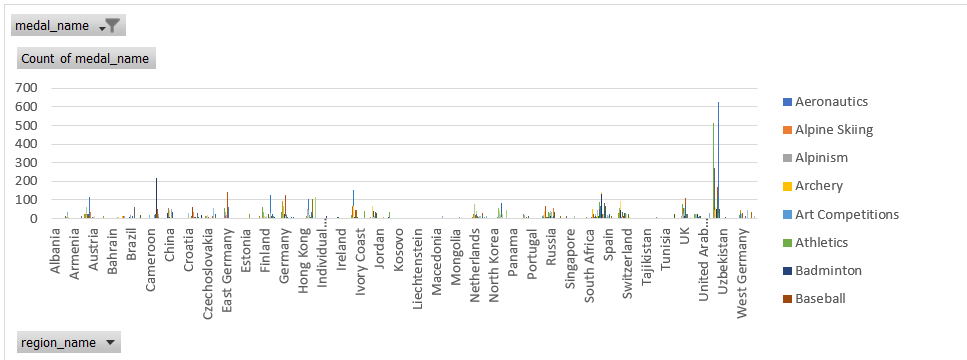 medal_name
Count of medal_name
700
600
500
400
300
200
100
0
Albania
Armenia
Austria
Bahrain
Brazil
Cameroon
China
Croatia
Czechoslovakia
East Germany
Estonia
Finland
Germany
Hong Kong
Individual…
Ireland
Ivory Coast
Jordan
Kosovo
Liechtenstein
Macedonia
Mongolia
Netherlands
North Korea
Panama
Portugal
Russia
Singapore
South Africa
Spain
Switzerland
Tajikistan
Tunisia
UK
United Arab…
Uzbekistan
West Germany
Aeronautics
Alpine Skiing
Alpinism
Archery
Art Competitions
Athletics
Badminton
Baseball
region_name